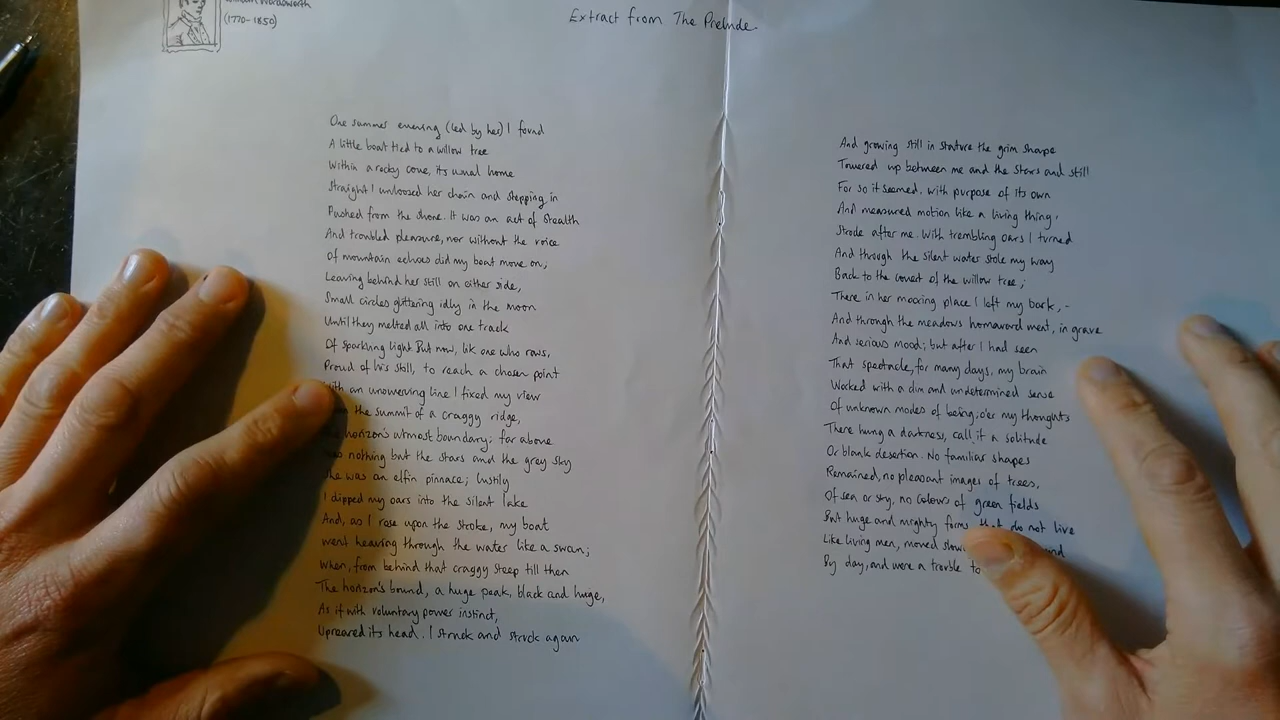 William Wordsworth
(1770-1850)
Extract from The Prelude
One summer evening (led by her) I found
A little boat tied to a willow tree
Within a rocky cove, its usual home
Straight I unloosed her chain and stepping in
Pushed from the shore. It was an act of stealth
And troubled pleasure, nor without the voice
Of mountain echoes did my boat move on;
Leaving behind her still on either side,
Small circles glittering idly in the moon
Until they melted all into one track
Of sparkling light But now, like one who rows,
Proud of his skill, to reach a chosen point
With an unswerving line I fixed my view
the summit of a craggy ridge,
horizon's utmost boundary; for above
nothing but the stars and the grey sky
She was an elfin pinnace; lustily
I dipped my oars into the silent lake
And, as I rose upon the stroke, my boat
went heaving through the water like a swan;
When, from behind that craggy steep till then
The horizon's bound, a huge peak, black and huge,
As if with voluntary power instinct,
Upreared its head. I struck and struck again
And growing still in stature the grim shape
Towered up between me and the stars and still
For so it seemed, with purpose of its own
And measured motion like a living thing,
Strode after me. With trembling oars I turned
And through the silent water stole my way
Back to the covert of the willow tree;
There in her mooring place I left my bark,-
And through the meadows homeward went, in grave
And serious mood; but after I had seen
That spectacle, for many days, my brain
Worked with a dim and undetermined sense
Of unknown modes of being; o'er my thoughts
There hung a darkness, call it a solitude
Or blank desertion. No familiar shapes
Remained, no pleasant images of trees,
Of sea or sky, no colours of green fields
But huge and mighty forms that do not live
Like living men, moved
By day, and were a trouble to